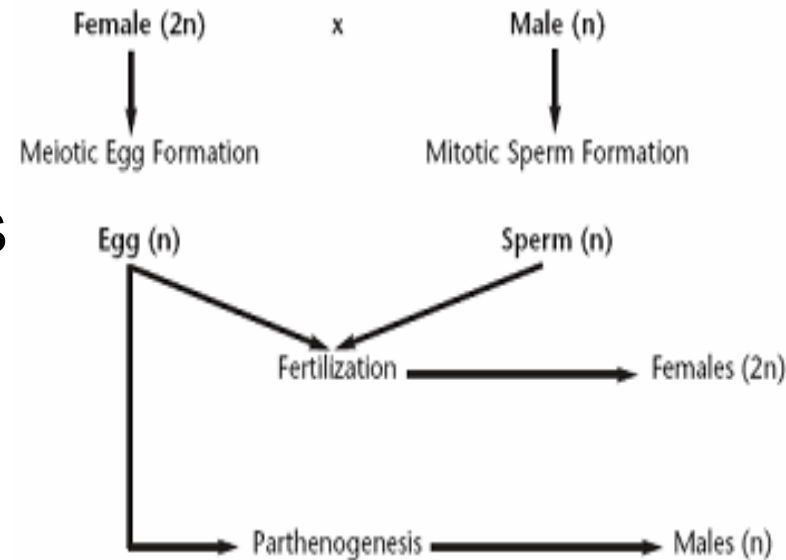 Female (2n) x Male (n)
Meiotic Egg Formation Mitotic Sperm Formation
s
Egg (n) Sperm (n)
Fertilization Females (2n)
Parthenogenesis Males (n)